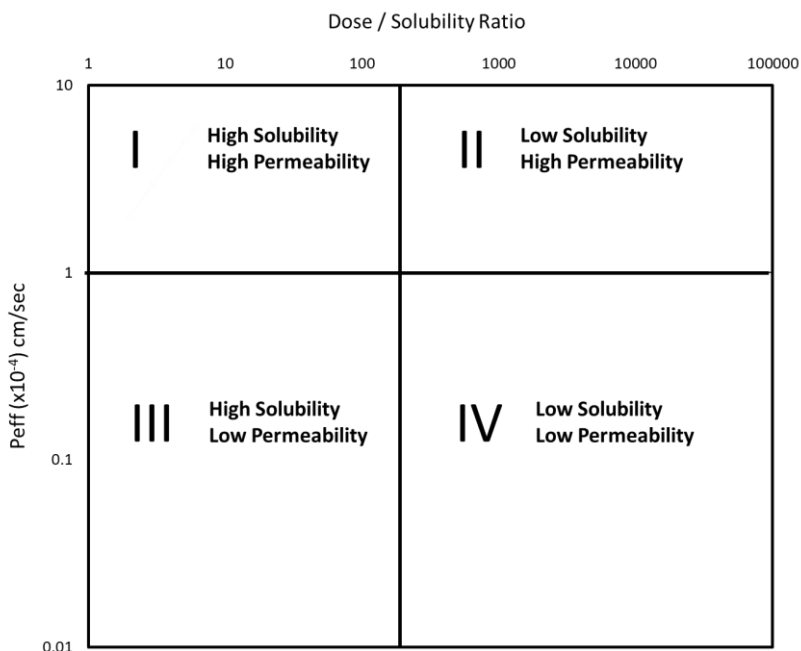 Dose / Solubility Ratio
1 10 100 1000 10000 100000
10
I
High Solubility
High Permeability
II
Low Solubility
High Permeability
1
Peff (x10⁻⁴) cm/sec
III
High Solubility
Low Permeability
IV
Low Solubility
Low Permeability
0.1
0.01